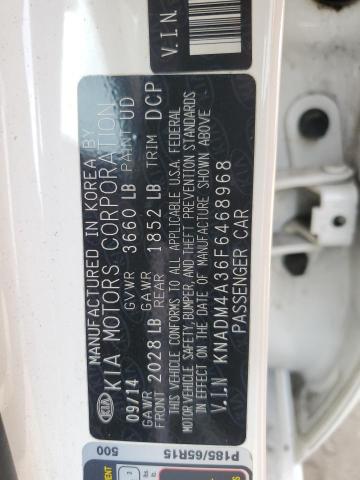 V.I.N
KIA
MANUFACTURED IN KOREA BY
KIA MOTORS CORPORATION
09/14 GVWR 3660 LB PAINT UD
GAWR FRONT 2028 LB GAWR REAR 1852 LB TRIM DCP
THIS VEHICLE CONFORMS TO ALL APPLICABLE U.S.A. FEDERAL
MOTOR VEHICLE SAFETY, BUMPER, AND THEFT PREVENTION STANDARDS
IN EFFECT ON THE DATE OF MANUFACTURE SHOWN ABOVE
V.I.N KNADM4A36F6468968
PASSENGER CAR
500
P185/65R15